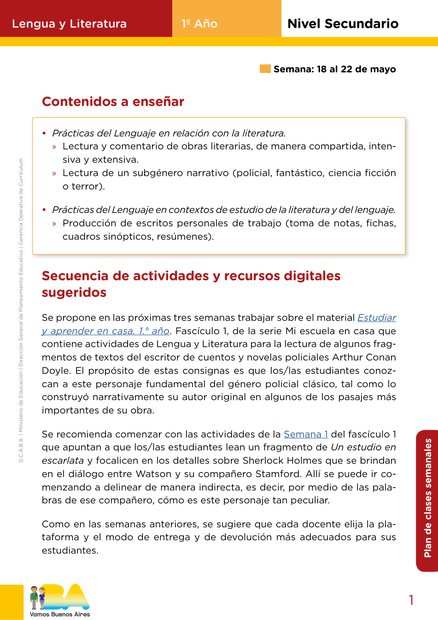 Lengua y Literatura
1º Año
Nivel Secundario
Semana: 18 al 22 de mayo
Contenidos a enseñar
• Prácticas del Lenguaje en relación con la literatura.
» Lectura y comentario de obras literarias, de manera compartida, inten-
siva y extensiva.
» Lectura de un subgénero narrativo (policial, fantástico, ciencia ficción
o terror).
• Prácticas del Lenguaje en contextos de estudio de la literatura y del lenguaje.
» Producción de escritos personales de trabajo (toma de notas, fichas,
cuadros sinópticos, resúmenes).
Secuencia de actividades y recursos digitales
sugeridos
Se propone en las próximas tres semanas trabajar sobre el material Estudiar
y aprender en casa, 1.° año. Fascículo 1, de la serie Mi escuela en casa que
contiene actividades de Lengua y Literatura para la lectura de algunos frag-
mentos de textos del escritor de cuentos y novelas policiales Arthur Conan
Doyle. El propósito de estas consignas es que los/las estudiantes conoz-
can a este personaje fundamental del género policial clásico, tal como lo
construyó narrativamente su autor original en algunos de los pasajes más
importantes de su obra.
Se recomienda comenzar con las actividades de la Semana 1 del fascículo 1
que apuntan a que los/las estudiantes lean un fragmento de Un estudio en
escarlata y focalicen en los detalles sobre Sherlock Holmes que se brindan
en el diálogo entre Watson y su compañero Stamford. Allí se puede ir co-
menzando a delinear de manera indirecta, es decir, por medio de las pala-
bras de ese compañero, cómo es este personaje tan peculiar.
Como en las semanas anteriores, se sugiere que cada docente elija la pla-
taforma y el modo de entrega y de devolución más adecuados para sus
estudiantes.
G.C.A.B.A. | Ministerio de Educación | Dirección General de Planeamiento Educativo | Gerencia Operativa de Currículum.
Plan de clases semanales
BA
Vamos Buenos Aires
1